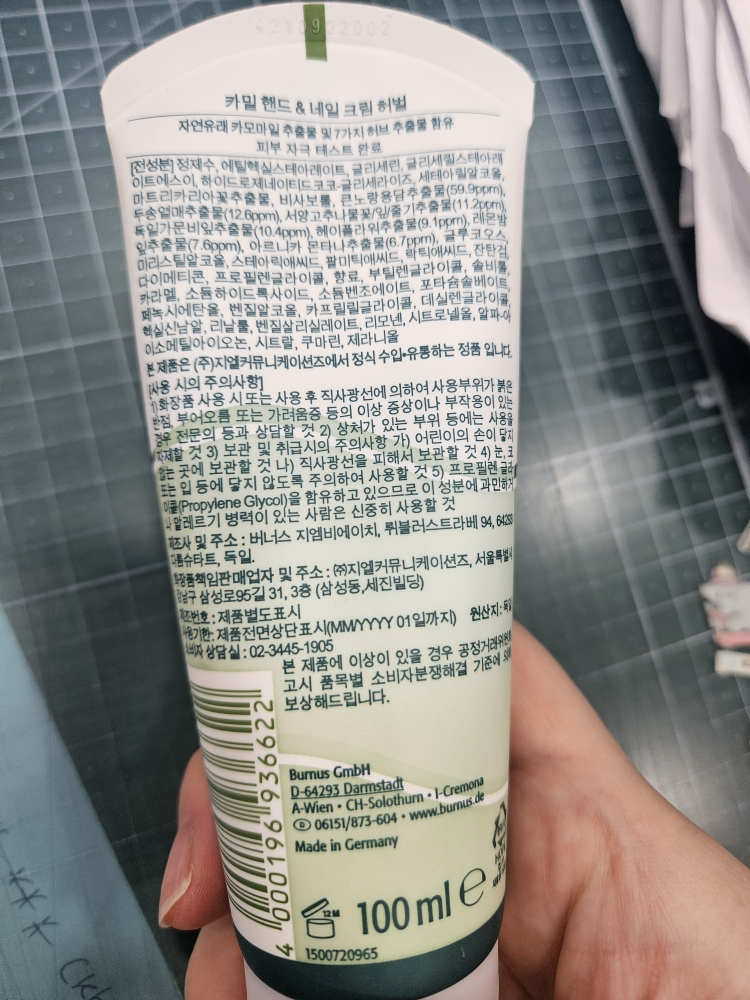 4210922002
카밀 핸드 & 네일 크림 허벌
자연유래 카모마일 추출물 및 7가지 허브 추출물 함유
피부 자극 테스트 완료
[전성분] 정제수, 에틸헥실스테아레이트, 글리세린, 글리세릴스테아레
이트에스이, 하이드로제네이티드코코-글리세라이즈, 세테아릴알코올,
마트리카리아꽃추출물, 비사보롤, 큰노랑용담추출물(59.9ppm),
두송열매추출물(12.6ppm), 서양고추나물꽃/잎/줄기추출물(11.2ppm),
독일가문비잎추출물(10.4ppm), 헤이플라워추출물(9.1ppm), 레몬밤
잎추출물(7.6ppm), 아르니카 몬타나추출물(6.7ppm), 글루코오스,
미리스틸알코올, 스테아릭애씨드, 팔미틱애씨드, 락틱애씨드, 잔탄검,
다이메티콘, 프로필렌글라이콜, 향료, 부틸렌글라이콜, 솔비톨,
카라멜, 소듐하이드록사이드, 소듐벤조에이트, 포타슘솔베이트,
페녹시에탄올, 벤질알코올, 카프릴릴글라이콜, 데실렌글라이콜,
헥실신남알, 리날룰, 벤질살리실레이트, 리모넨, 시트로넬올, 알파-아
이소메틸아이오논, 시트랄, 쿠마린, 제라니올
본 제품은 (주)지엘커뮤니케이션즈에서 정식 수입•유통하는 정품 입니다.
[사용 시의 주의사항]
1) 화장품 사용 시 또는 사용 후 직사광선에 의하여 사용부위가 붉은
반점, 부어오름 또는 가려움증 등의 이상 증상이나 부작용이 있는
경우 전문의 등과 상담할 것 2) 상처가 있는 부위 등에는 사용을
자제할 것 3) 보관 및 취급시의 주의사항 가) 어린이의 손이 닿지
않는 곳에 보관할 것 나) 직사광선을 피해서 보관할 것 4) 눈, 코
또는 입 등에 닿지 않도록 주의하여 사용할 것 5) 프로필렌 글라
이콜(Propylene Glycol)을 함유하고 있으므로 이 성분에 과민하거
나 알레르기 병력이 있는 사람은 신중히 사용할 것
제조사 및 주소 : 버너스 지엠비에이치, 뤄블러스트라베 94, 64293
다름슈타트, 독일.
화장품책임판매업자 및 주소 : ㈜지엘커뮤니케이션즈, 서울특별시
강남구 삼성로95길 31, 3층 (삼성동,세진빌딩)
제조번호 : 제품별도표시
사용기한: 제품전면상단표시(MM/YYYY 01일까지) 원산지: 독일
소비자 상담실 : 02-3445-1905
본 제품에 이상이 있을 경우 공정거래위원회
고시 품목별 소비자분쟁해결 기준에 의해
보상해드립니다.
4 000196 936622
Burnus GmbH
D-64293 Darmstadt
A-Wien • CH-Solothurn • I-Cremona
06151/873-604 • www.burnus.de
Made in Germany
12 M
100 ml ℮
1500720965